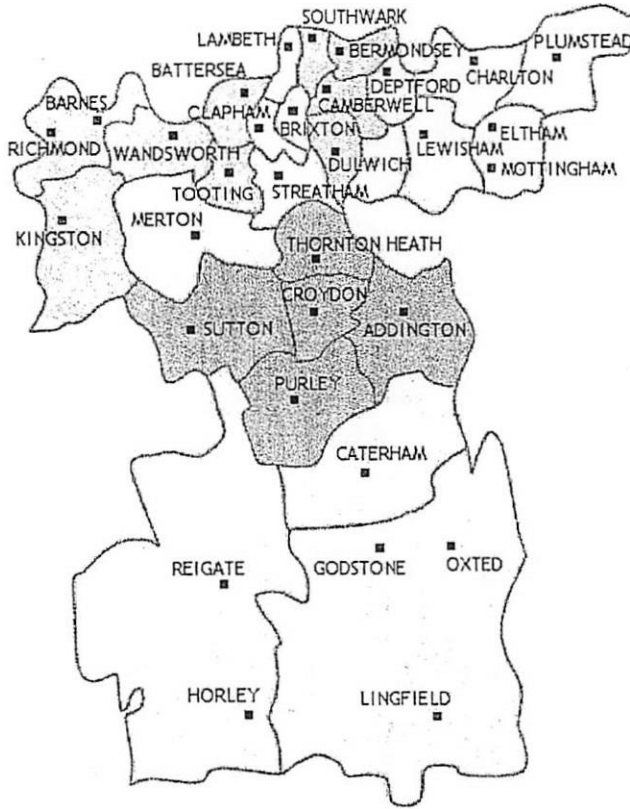 SOUTHWARK
LAMBETH
BERMONDSEY
PLUMSTEAD
BATTERSEA
DEPTFORD
CHARLTON
BARNES
CLAPHAM
CAMBERWELL
BRIXTON
ELTHAM
RICHMOND
WANDSWORTH
DULWICH
LEWISHAM
MOTTINGHAM
TOOTING
STREATHAM
KINGSTON
MERTON
THORNTON HEATH
CROYDON
SUTTON
ADDINGTON
PURLEY
CATERHAM
REIGATE
GODSTONE
OXTED
HORLEY
LINGFIELD